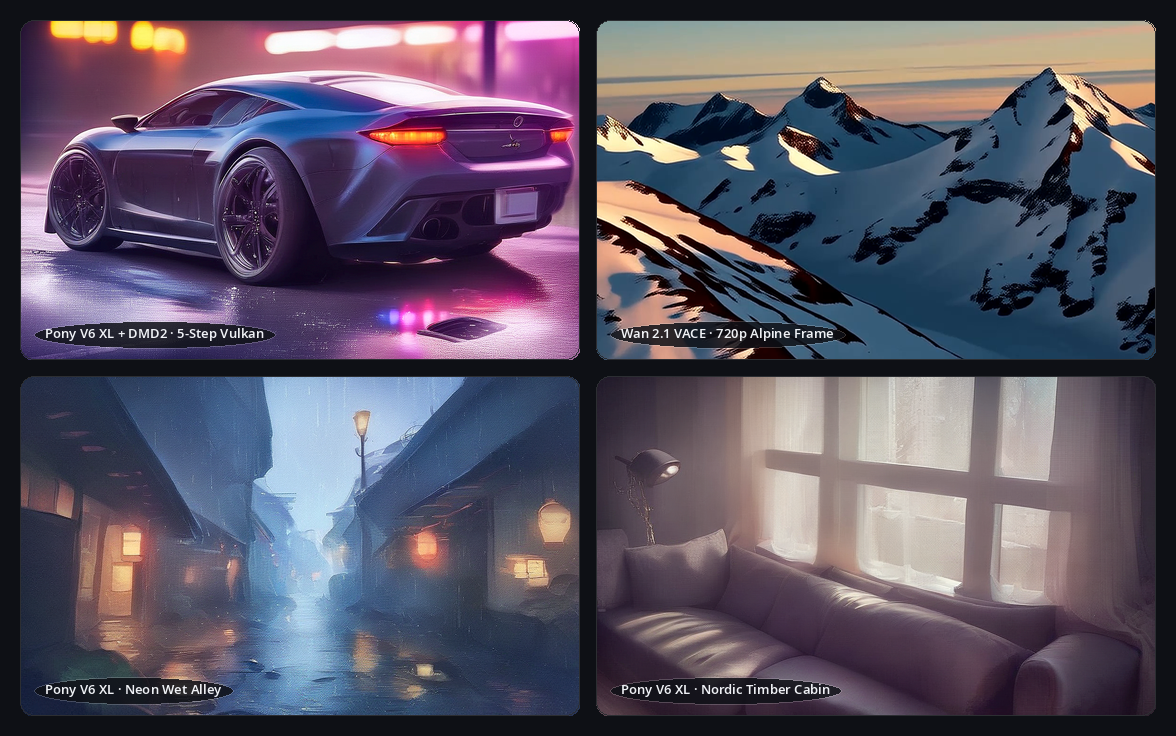 Pony V6 XL + DMD2 · 5-Step Vulkan
Wan 2.1 VACE · 720p Alpine Frame
Pony V6 XL · Neon Wet Alley
Pony V6 XL · Nordic Timber Cabin